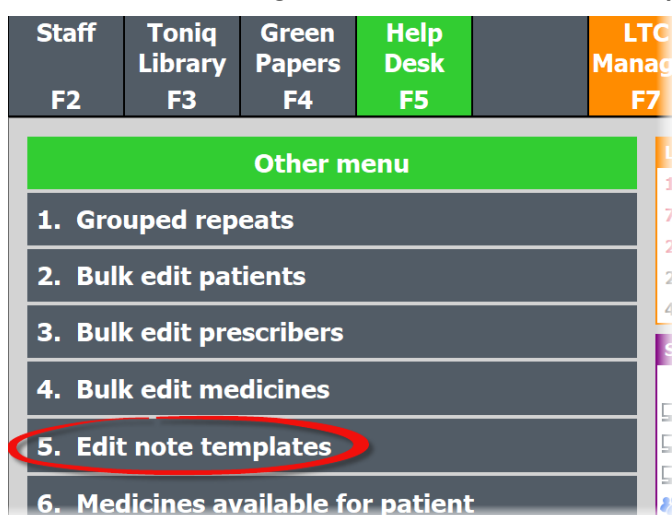 Staff
Toniq
Library
Green
Papers
Help
Desk
LTC
Manag
F2
F3
F4
F5
F7
Other menu
1. Grouped repeats
2. Bulk edit patients
3. Bulk edit prescribers
4. Bulk edit medicines
5. Edit note templates
6. Medicines available for patient